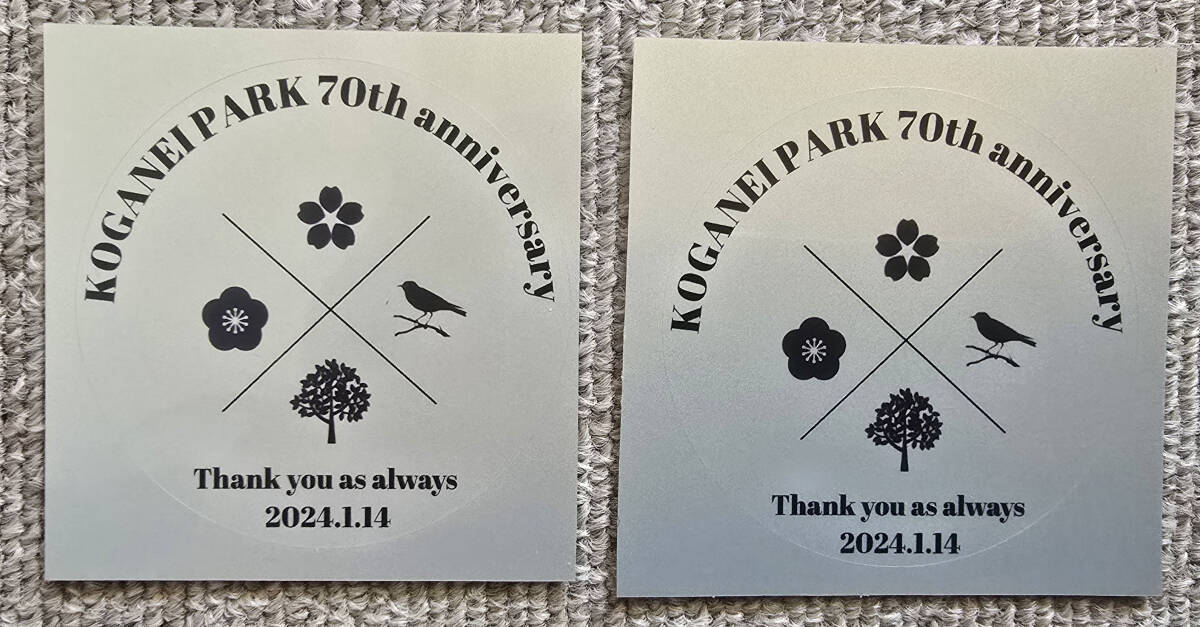 KOGANEI PARK 70th anniversary
Thank you as always
2024.1.14
KOGANEI PARK 70th anniversary
Thank you as always
2024.1.14